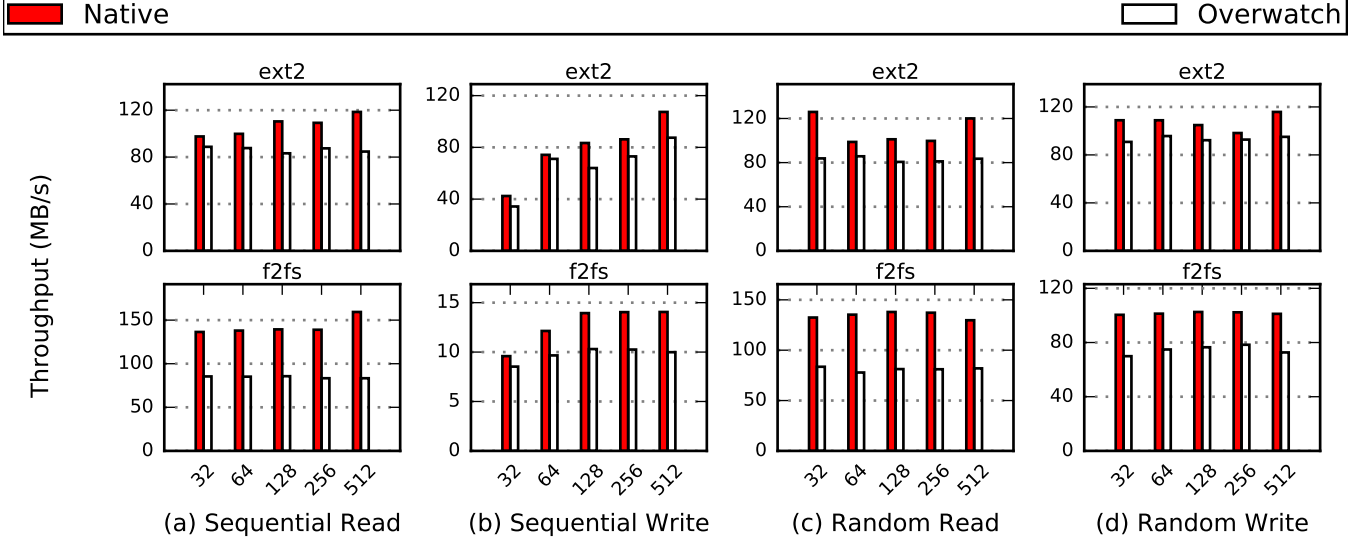 Native Overwatch
Throughput (MB/s)
ext2 ext2 ext2 ext2
120 120 120 120
80 80 80 80
40 40 40 40
0 0 0 0
f2fs f2fs f2fs f2fs
150 15 150 120
100 10 100 80
50 5 50 40
0 0 0 0
32 64 128 256 512 32 64 128 256 512 32 64 128 256 512 32 64 128 256 512
(a) Sequential Read (b) Sequential Write (c) Random Read (d) Random Write